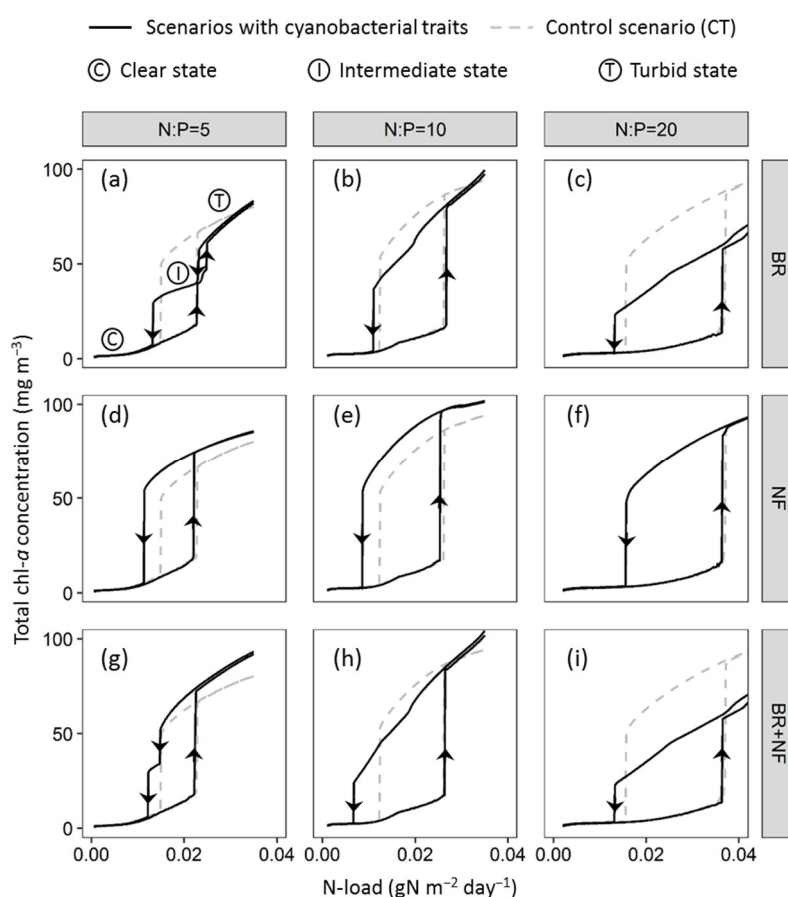 Scenarios with cyanobacterial traits Control scenario (CT)
C Clear state I Intermediate state T Turbid state
N:P=5 N:P=10 N:P=20
(a) (b) (c)
T
I
C
BR
(d) (e) (f)
NF
(g) (h) (i)
BR+NF
100
50
0
100
50
0
100
50
0
Total chl-a concentration (mg m⁻³)
0.00 0.02 0.04 0.00 0.02 0.04 0.00 0.02 0.04
N-load (gN m⁻² day⁻¹)